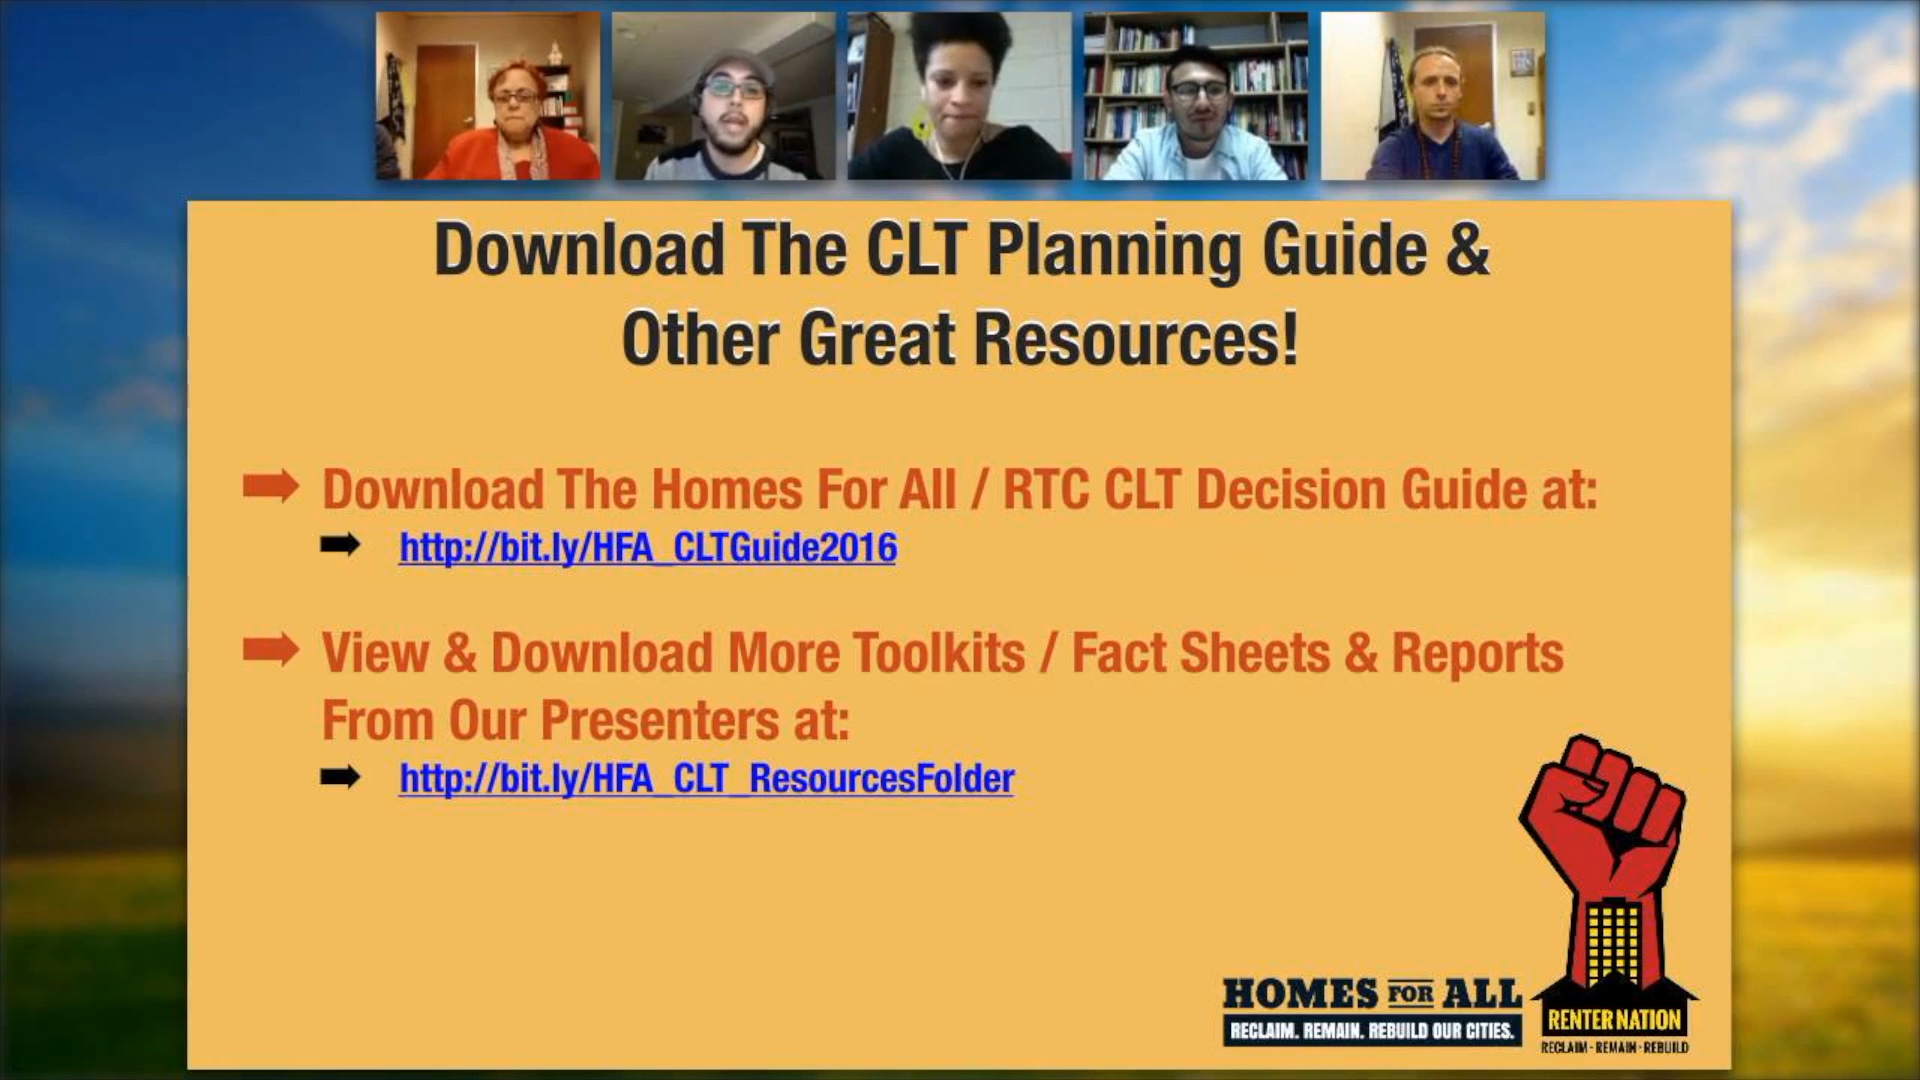 Download The CLT Planning Guide &
Other Great Resources!
Download The Homes For All / RTC CLT Decision Guide at:
http://bit.ly/HFA_CLTGuide2016
View & Download More Toolkits / Fact Sheets & Reports
From Our Presenters at:
http://bit.ly/HFA_CLT_ResourcesFolder
HOMES FOR ALL
RECLAIM. REMAIN. REBUILD OUR CITIES.
RENTER NATION
RECLAIM · REMAIN · REBUILD